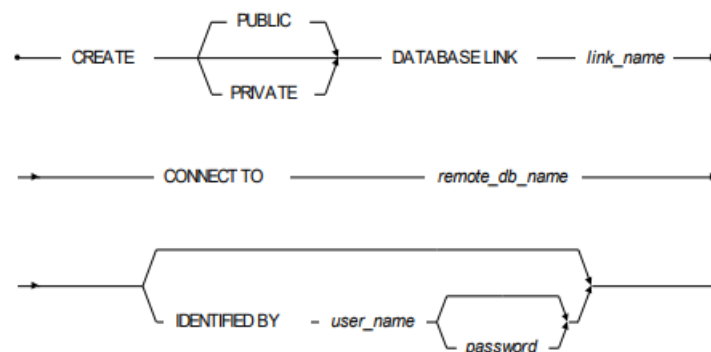 PUBLIC
CREATE DATABASE LINK link_name
PRIVATE
CONNECT TO remote_db_name
IDENTIFIED BY user_name
password